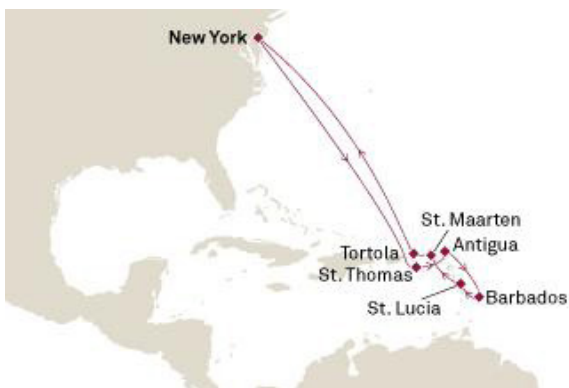 New York
St. Maarten
Tortola
Antigua
St. Thomas
St. Lucia
Barbados